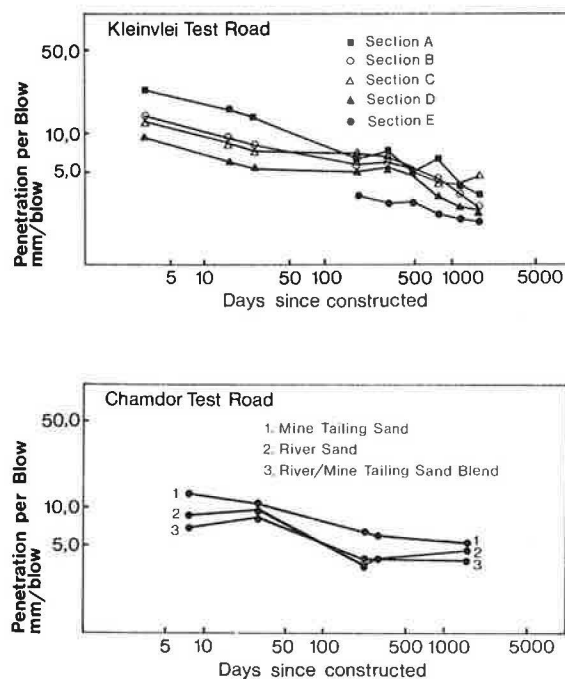 Kleinvlei Test Road
Section A
Section B
Section C
Section D
Section E
50,0
10,0
5,0
Penetration per Blow
mm/blow
5 10 50 100 500 1000 5000
Days since constructed
Chamdor Test Road
1. Mine Tailing Sand
2. River Sand
3. River/Mine Tailing Sand Blend
50.0
10.0
5.0
1
2
3
1
2
3
Penetration per Blow
mm/blow
5 10 50 100 500 1000 5000
Days since constructed